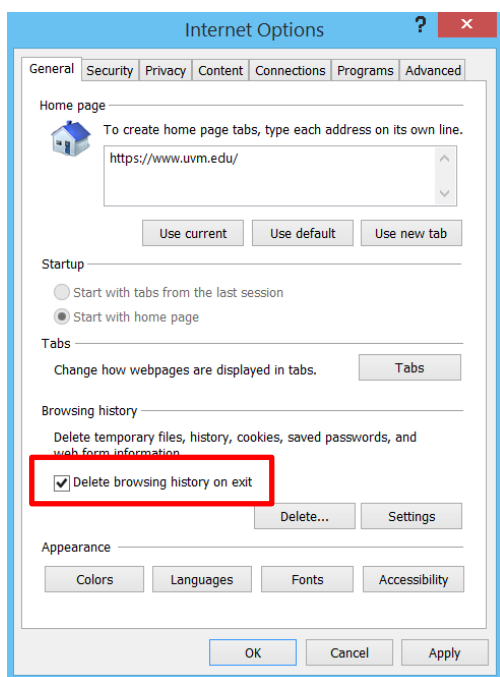 Internet Options
?
×
General Security Privacy Content Connections Programs Advanced
Home page
To create home page tabs, type each address on its own line.
https://www.uvm.edu/
Use current Use default Use new tab
Startup
Start with tabs from the last session
Start with home page
Tabs
Change how webpages are displayed in tabs.
Tabs
Browsing history
Delete temporary files, history, cookies, saved passwords, and
web form information.
Delete browsing history on exit
Delete... Settings
Appearance
Colors Languages Fonts Accessibility
OK Cancel Apply